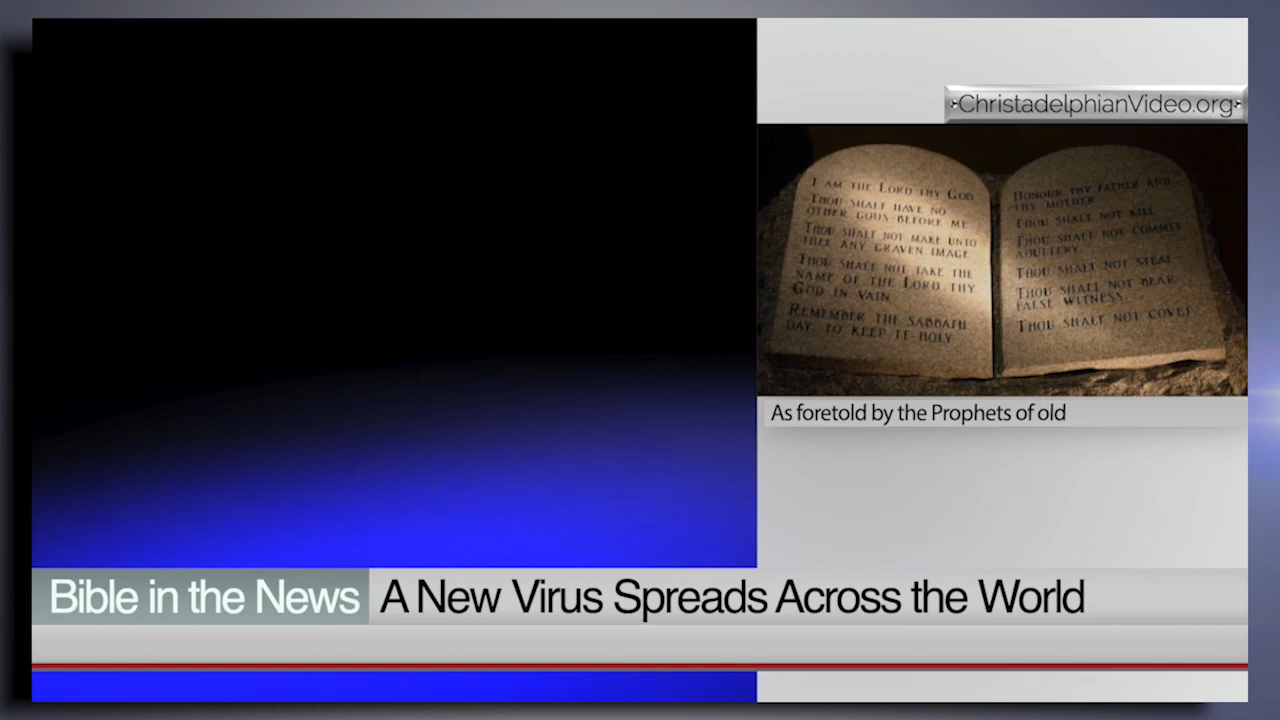 ChristadelphianVideo.org
I AM THE LORD THY GOD
THOU SHALT HAVE NO
OTHER GODS BEFORE ME
THOU SHALT NOT MAKE UNTO
THEE ANY GRAVEN IMAGE
THOU SHALT NOT TAKE THE
NAME OF THE LORD THY
GOD IN VAIN
REMEMBER THE SABBATH
DAY, TO KEEP IT HOLY
HONOUR THY FATHER AND
THY MOTHER
THOU SHALT NOT KILL
THOU SHALT NOT COMMIT
ADULTERY
THOU SHALT NOT STEAL
THOU SHALT NOT BEAR
FALSE WITNESS
THOU SHALT NOT COVET
As foretold by the Prophets of old
Bible in the News A New Virus Spreads Across the World